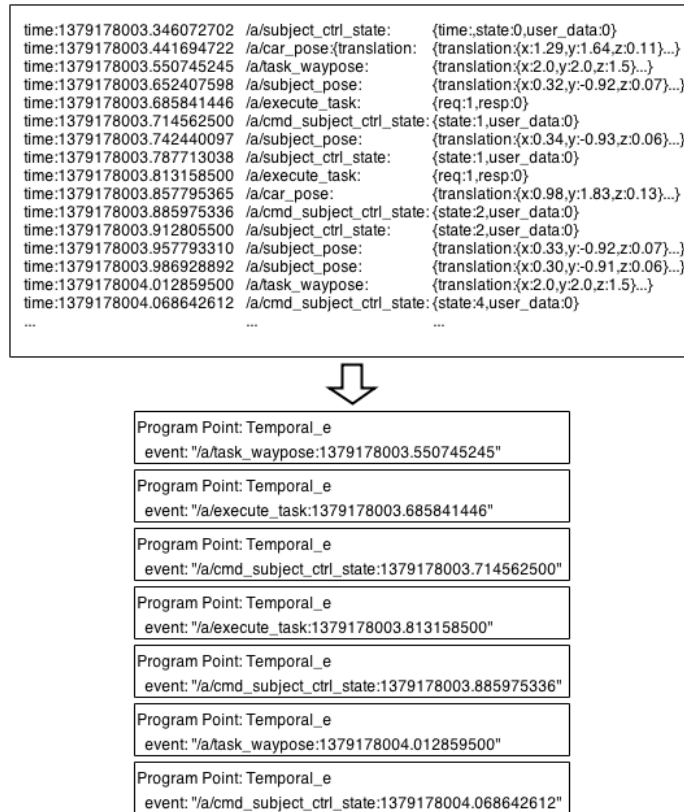 time:1379178003.346072702 /a/subject_ctrl_state: {time:,state:0,user_data:0}
time:1379178003.441694722 /a/car_pose:{translation: {translation:{x:1.29,y:1.64,z:0.11}...}
time:1379178003.550745245 /a/task_waypose: {translation:{x:2.0,y:2.0,z:1.5}...}
time:1379178003.652407598 /a/subject_pose: {translation:{x:0.32,y:-0.92,z:0.07}...}
time:1379178003.685841446 /a/execute_task: {req:1,resp:0}
time:1379178003.714562500 /a/cmd_subject_ctrl_state: {state:1,user_data:0}
time:1379178003.742440097 /a/subject_pose: {translation:{x:0.34,y:-0.93,z:0.06}...}
time:1379178003.787713038 /a/subject_ctrl_state: {state:1,user_data:0}
time:1379178003.813158500 /a/execute_task: {req:1,resp:0}
time:1379178003.857795365 /a/car_pose: {translation:{x:0.98,y:1.83,z:0.13}...}
time:1379178003.885975336 /a/cmd_subject_ctrl_state: {state:2,user_data:0}
time:1379178003.912805500 /a/subject_ctrl_state: {state:2,user_data:0}
time:1379178003.957793310 /a/subject_pose: {translation:{x:0.33,y:-0.92,z:0.07}...}
time:1379178003.986928892 /a/subject_pose: {translation:{x:0.30,y:-0.91,z:0.06}...}
time:1379178004.012859500 /a/task_waypose: {translation:{x:2.0,y:2.0,z:1.5}...}
time:1379178004.068642612 /a/cmd_subject_ctrl_state: {state:4,user_data:0}
... ... ...
Program Point: Temporal_e
event: "/a/task_waypose:1379178003.550745245"
Program Point: Temporal_e
event: "/a/execute_task:1379178003.685841446"
Program Point: Temporal_e
event: "/a/cmd_subject_ctrl_state:1379178003.714562500"
Program Point: Temporal_e
event: "/a/execute_task:1379178003.813158500"
Program Point: Temporal_e
event: "/a/cmd_subject_ctrl_state:1379178003.885975336"
Program Point: Temporal_e
event: "/a/task_waypose:1379178004.012859500"
Program Point: Temporal_e
event: "/a/cmd_subject_ctrl_state:1379178004.068642612"